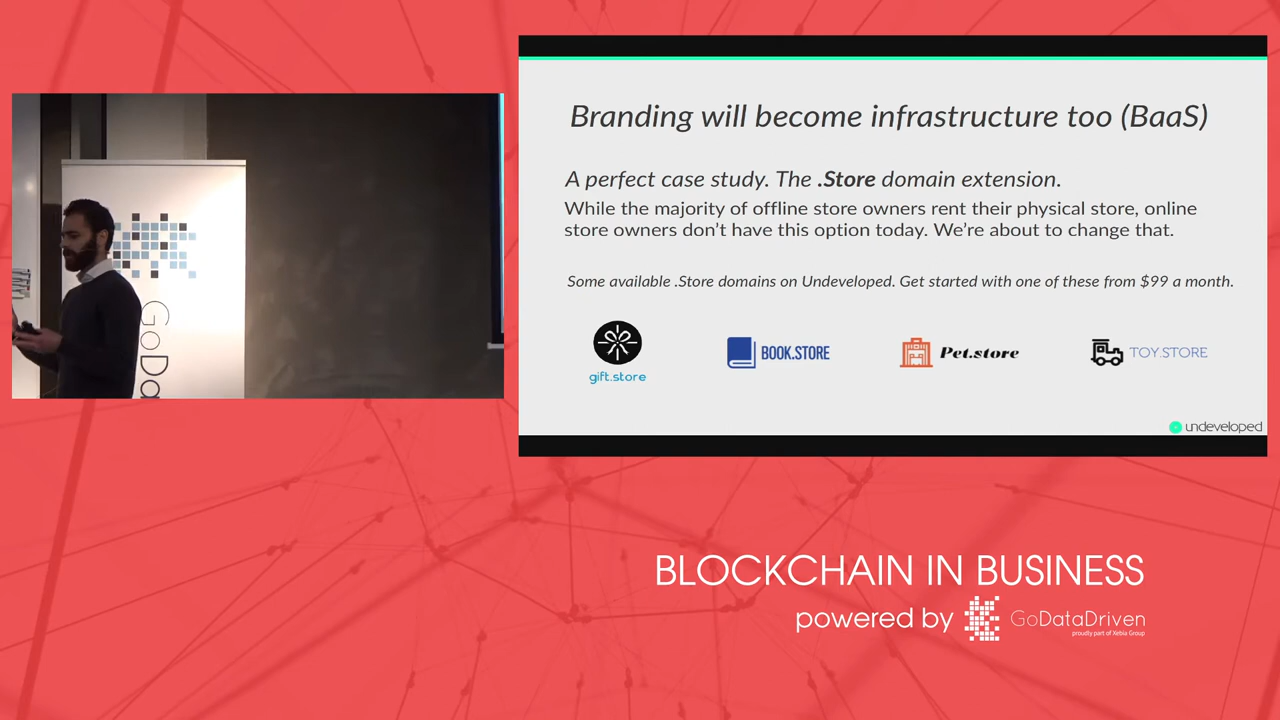 Branding will become infrastructure too (BaaS)
A perfect case study. The .Store domain extension.
While the majority of offline store owners rent their physical store, online
store owners don't have this option today. We're about to change that.
Some available .Store domains on Undeveloped. Get started with one of these from $99 a month.
gift.store
BOOK.STORE
Pet.store
TOY.STORE
undeveloped
GoDa
BLOCKCHAIN IN BUSINESS
powered by GoDataDriven
proudly part of Xebia Group